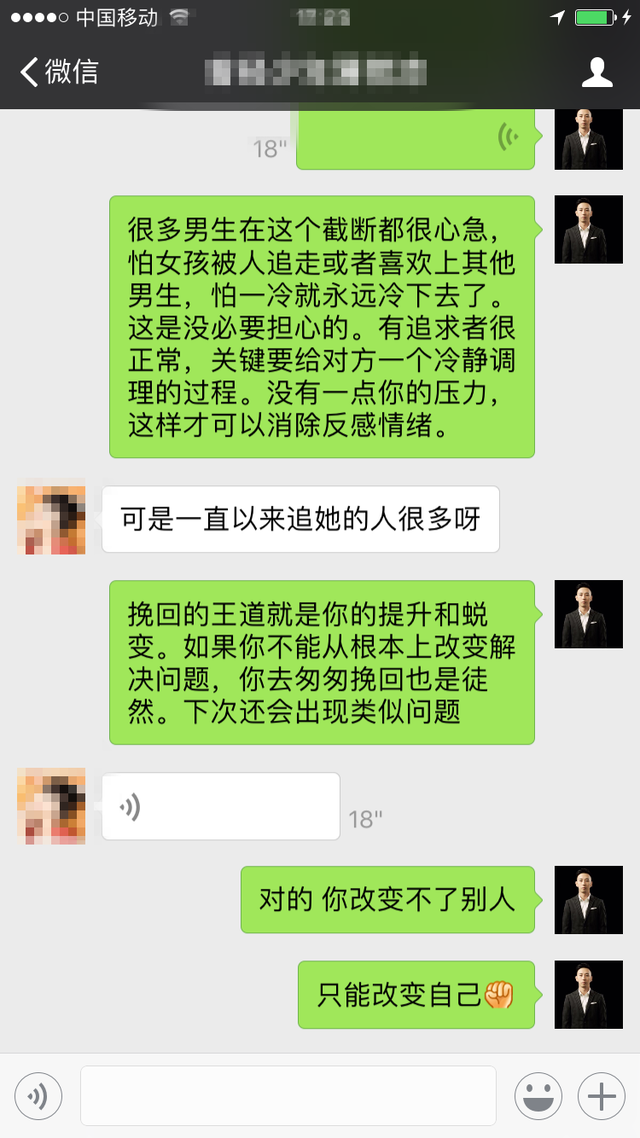 中国移动
微信
18"
很多男生在这个截断都很心急，
怕女孩被人追走或者喜欢上其他
男生，怕一冷就永远冷下去了。
这是没必要担心的。有追求者很
正常，关键要给对方一个冷静调
理的过程。没有一点你的压力，
这样才可以消除反感情绪。
可是一直以来追她的人很多呀
挽回的王道就是你的提升和蜕
变。如果你不能从根本上改变解
决问题，你去匆匆挽回也是徒
然。下次还会出现类似问题
18"
对的 你改变不了别人
只能改变自己✊